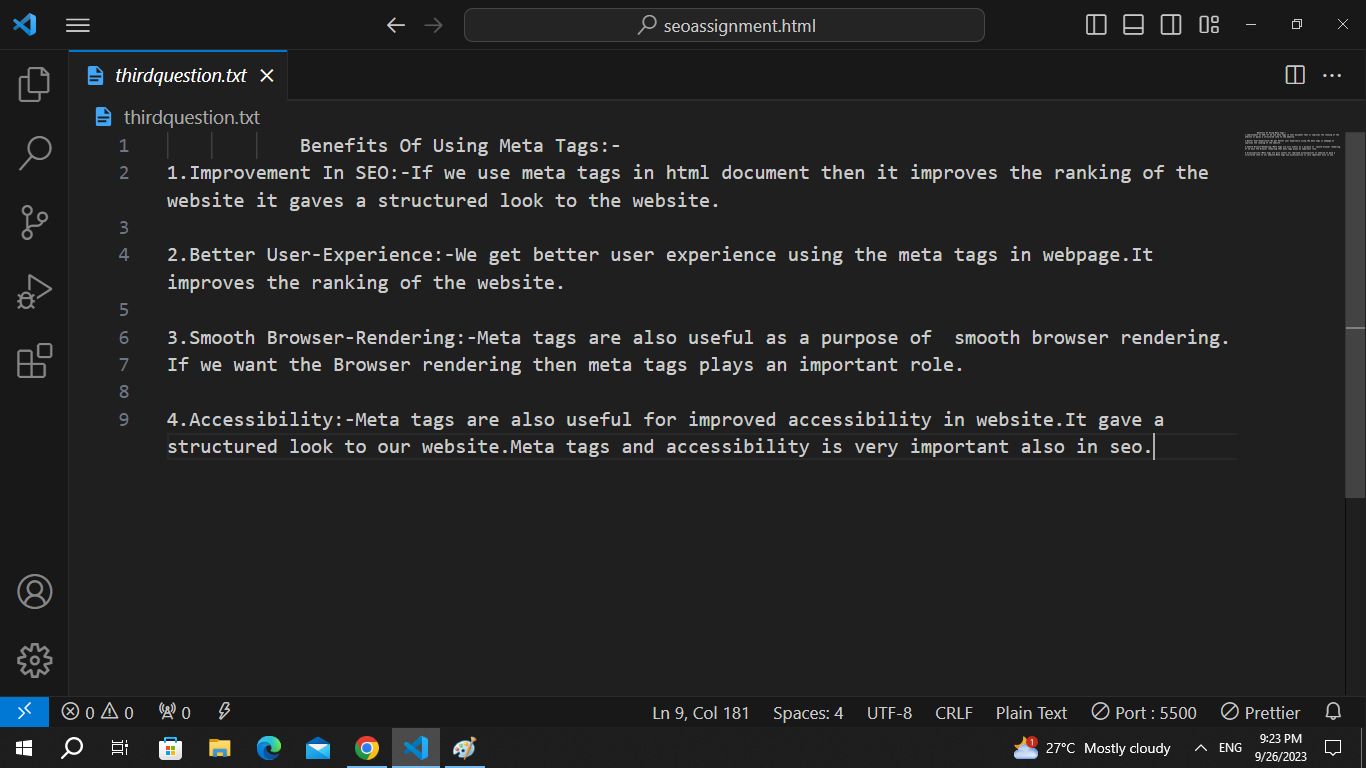 seoassignment.html
thirdquestion.txt
thirdquestion.txt
1 Benefits Of Using Meta Tags:-
2 1.Improvement In SEO:-If we use meta tags in html document then it improves the ranking of the
website it gaves a structured look to the website.
3
4 2.Better User-Experience:-We get better user experience using the meta tags in webpage.It
improves the ranking of the website.
5
6 3.Smooth Browser-Rendering:-Meta tags are also useful as a purpose of  smooth browser rendering.
7 If we want the Browser rendering then meta tags plays an important role.
8
9 4.Accessibility:-Meta tags are also useful for improved accessibility in website.It gave a
structured look to our website.Meta tags and accessibility is very important also in seo.
0 0 0 Ln 9, Col 181 Spaces: 4 UTF-8 CRLF Plain Text Port : 5500 Prettier
1 27°C Mostly cloudy ENG 9:23 PM
9/26/2023